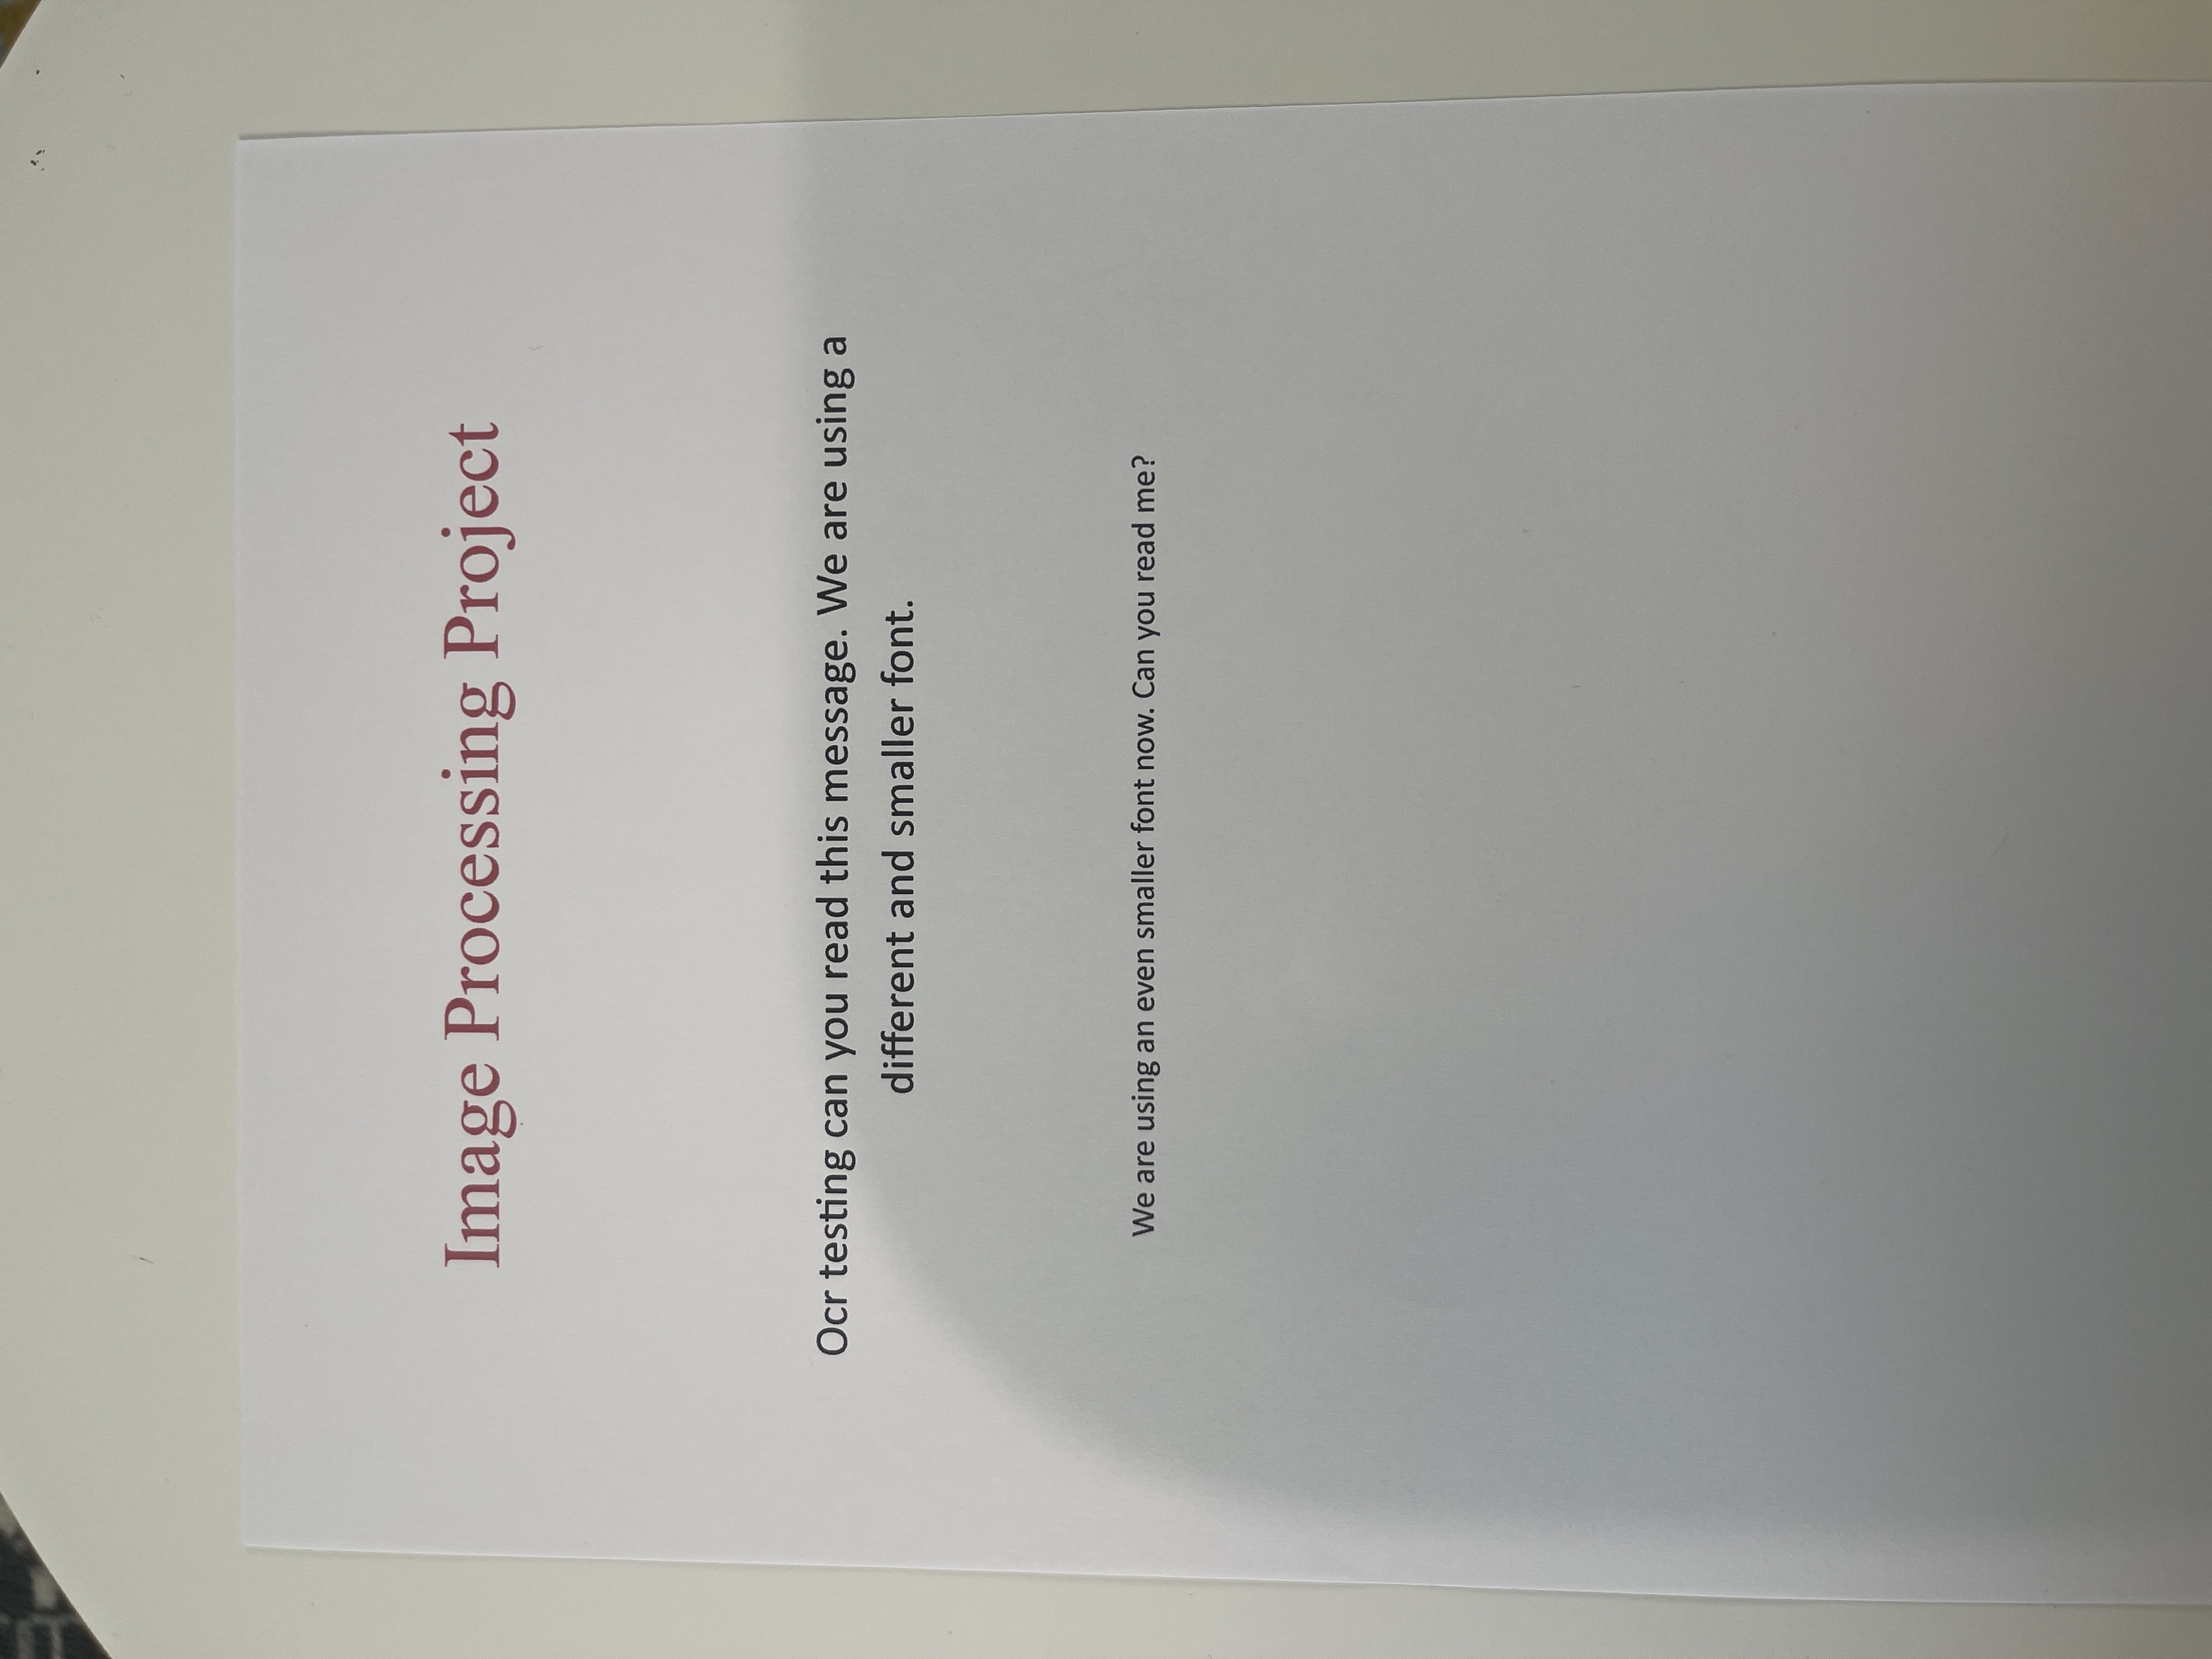 Image Processing Project
Ocr testing can you read this message. We are using a
different and smaller font.
We are using an even smaller font now. Can you read me?